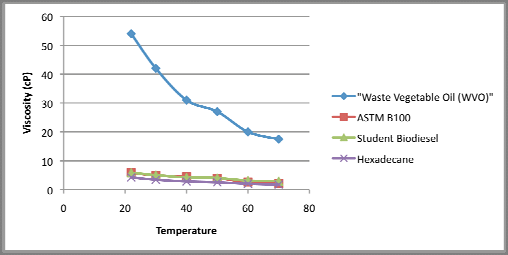 60
50
40
30
20
10
0
Viscosity (cP)
0 20 40 60 80
Temperature
"Waste Vegetable Oil (WVO)"
ASTM B100
Student Biodiesel
Hexadecane